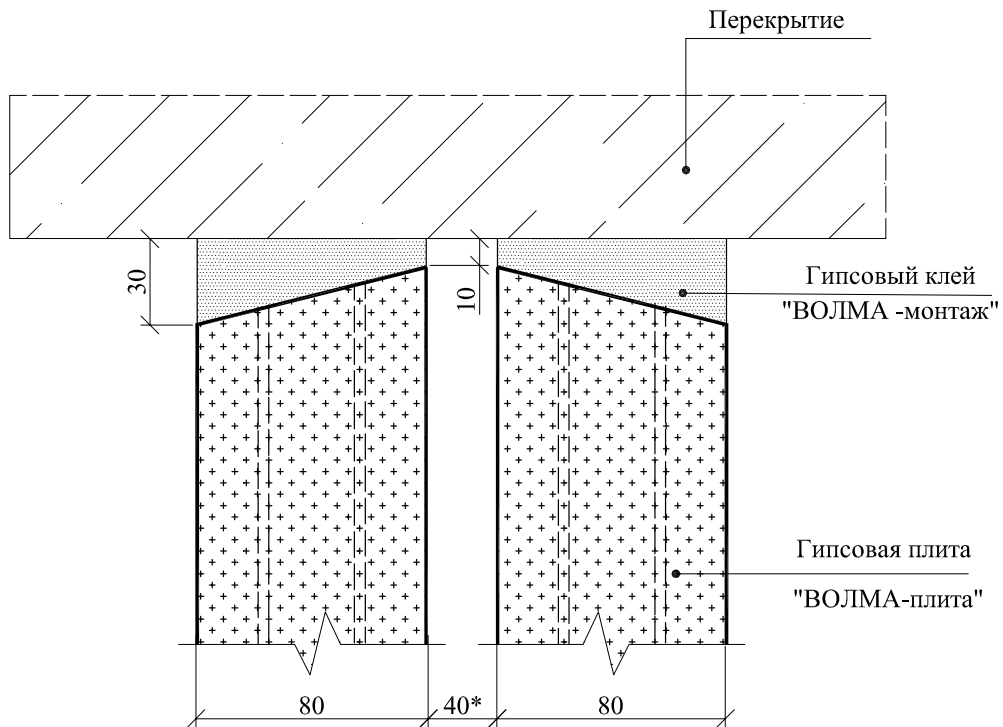 Перекрытие
30
10
Гипсовый клей
"ВОЛМА -монтаж"
Гипсовая плита
"ВОЛМА-плита"
80
40*
80